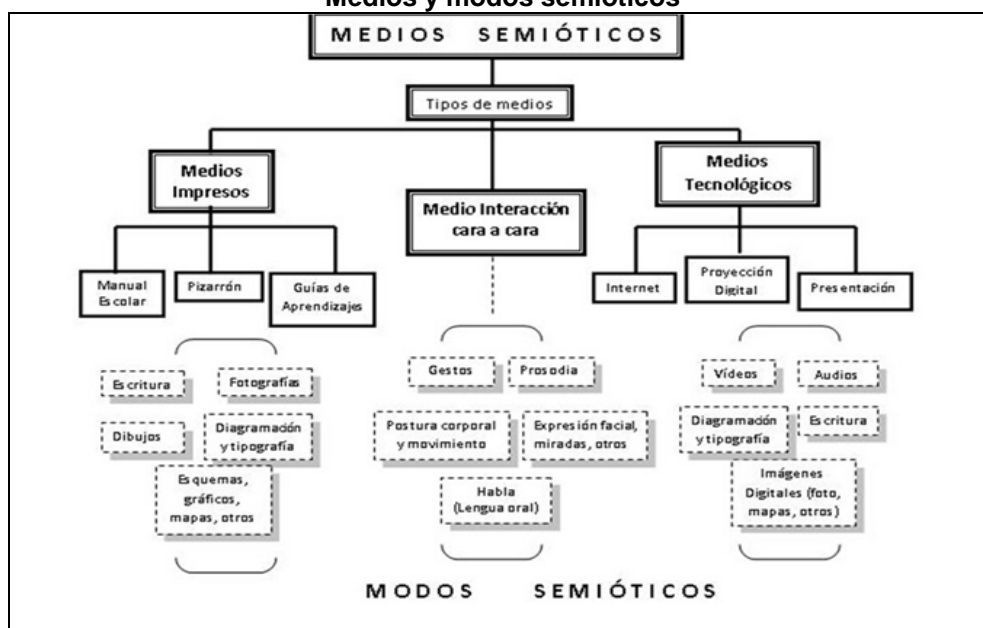 Medios y modos semióticos
MEDIOS SEMIÓTICOS
Tipos de medios
Medios
Impresos
Medio Interacción
cara a cara
Medios
Tecnológicos
Manual
Escolar
Pizarrón
Guías de
Aprendizajes
Internet
Proyección
Digital
Presentación
Escritura
Fotografías
Dibujos
Diagramación
y tipografía
Esquemas,
gráficos,
mapas, otros
Gestos
Prosodia
Postura corporal
y movimiento
Expresión facial,
miradas, otros
Habla
(Lengua oral)
Vídeos
Audios
Diagramación
y tipografía
Escritura
Imágenes
Digitales (foto,
mapas, otros)
MODOS SEMIÓTICOS